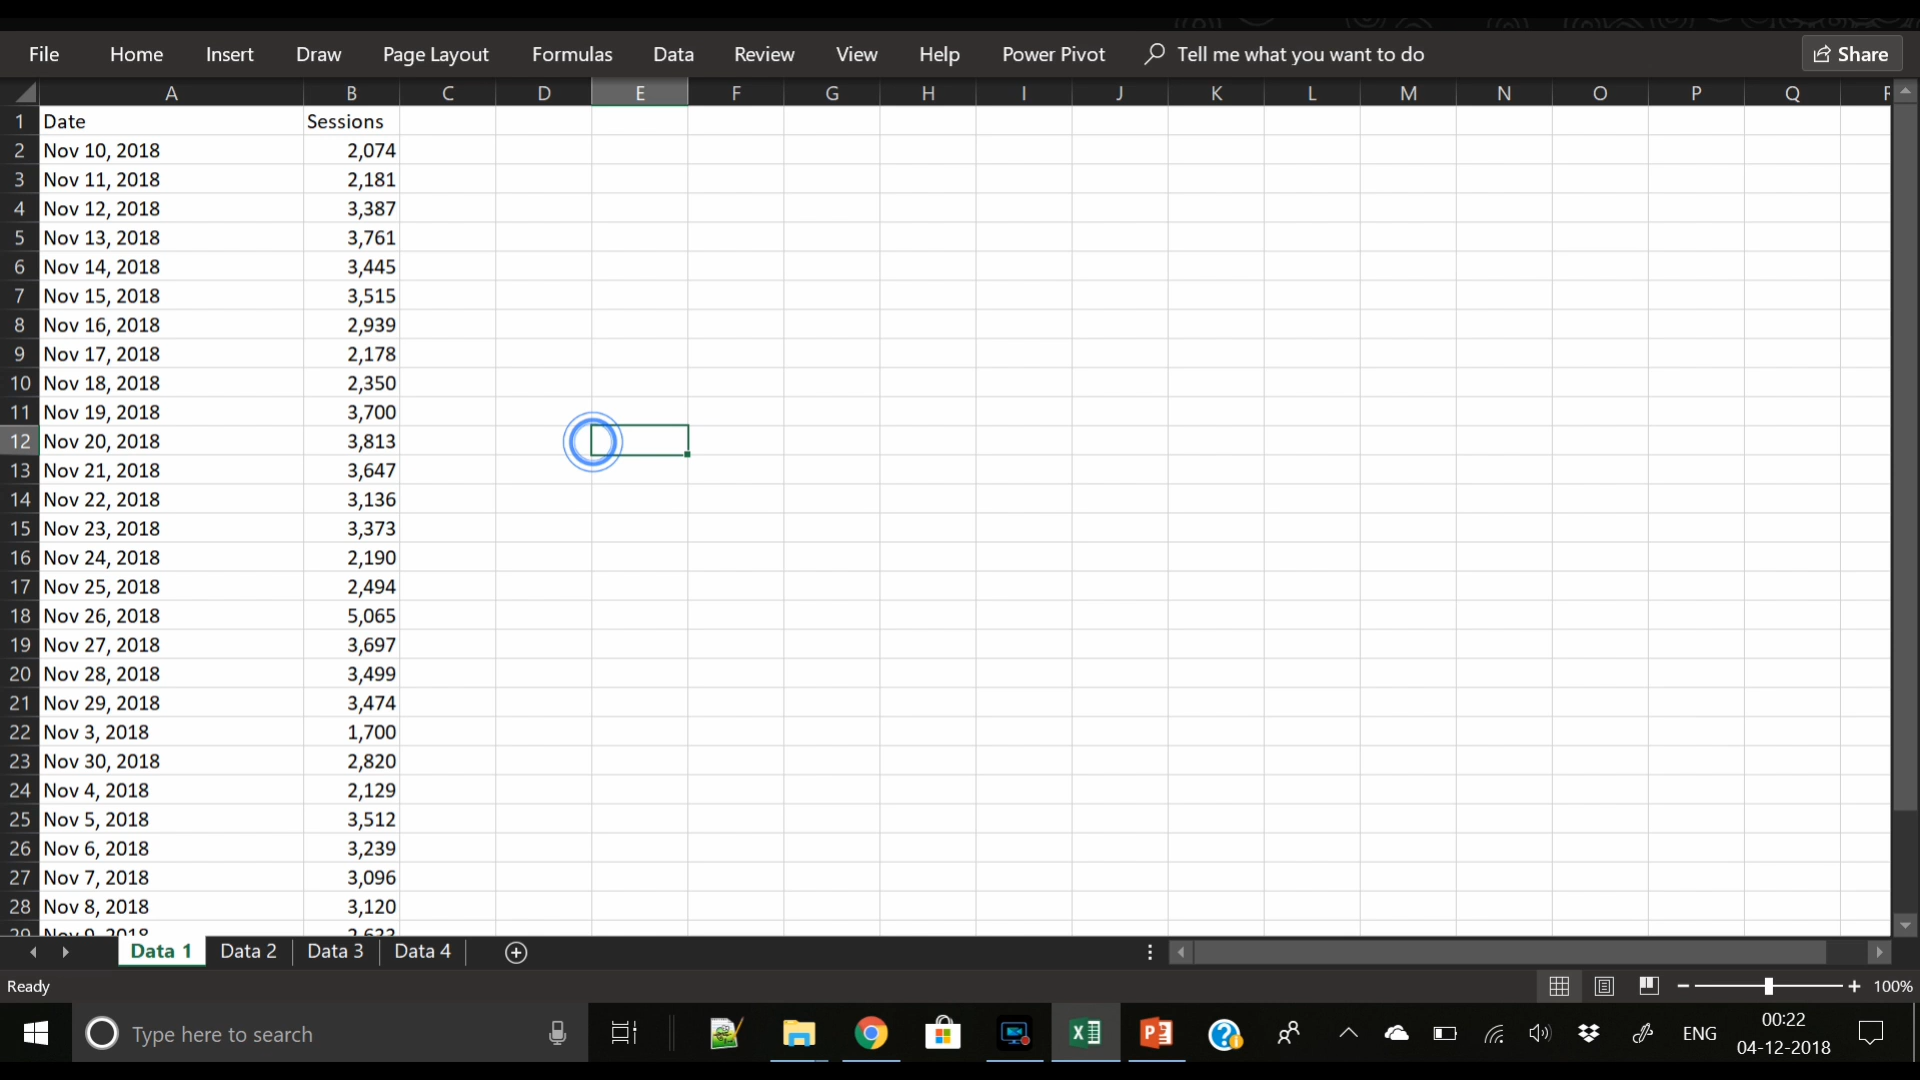 File Home Insert Draw Page Layout Formulas Data Review View Help Power Pivot Tell me what you want to do Share
A B C D E F G H I J K L M N O P Q
1 Date Sessions
2 Nov 10, 2018 2,074
3 Nov 11, 2018 2,181
4 Nov 12, 2018 3,387
5 Nov 13, 2018 3,761
6 Nov 14, 2018 3,445
7 Nov 15, 2018 3,515
8 Nov 16, 2018 2,939
9 Nov 17, 2018 2,178
10 Nov 18, 2018 2,350
11 Nov 19, 2018 3,700
12 Nov 20, 2018 3,813
13 Nov 21, 2018 3,647
14 Nov 22, 2018 3,136
15 Nov 23, 2018 3,373
16 Nov 24, 2018 2,190
17 Nov 25, 2018 2,494
18 Nov 26, 2018 5,065
19 Nov 27, 2018 3,697
20 Nov 28, 2018 3,499
21 Nov 29, 2018 3,474
22 Nov 3, 2018 1,700
23 Nov 30, 2018 2,820
24 Nov 4, 2018 2,129
25 Nov 5, 2018 3,512
26 Nov 6, 2018 3,239
27 Nov 7, 2018 3,096
28 Nov 8, 2018 3,120
29 Nov 9, 2018
Data 1 Data 2 Data 3 Data 4
Ready 100%
Type here to search ENG 00:22
04-12-2018